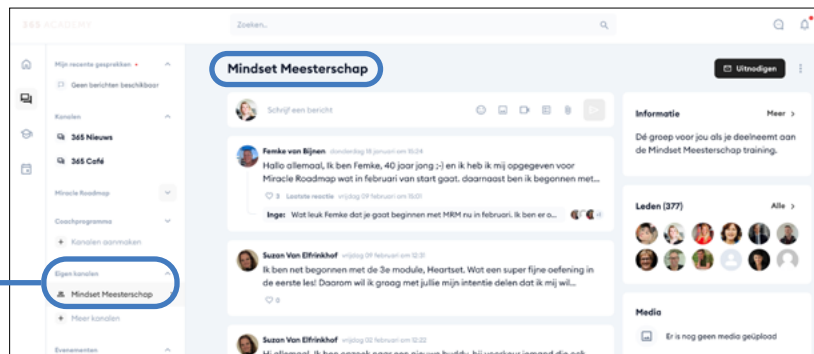 365 ACADEMY
Zoeken..
Mijn recente gesprekken
Geen berichten beschikbaar
Kanalen
365 Nieuws
365 Café
Miracle Roadmap
Coachprogramma
Kanalen aanmaken
Eigen kanalen
Mindset Meesterschap
Meer kanalen
Evenementen
Mindset Meesterschap
Uitnodigen
Schrijf een bericht
Femke van Bijnen donderdag 18 januari om 15:24
Hallo allemaal, Ik ben Femke, 40 jaar jong ;-) en ik heb ik mij opgegeven voor
Miracle Roadmap wat in februari van start gaat. daarnaast ben ik begonnen met...
3 Laatste reactie vrijdag 09 februari om 15:01
Inge: Wat leuk Femke dat je gaat beginnen met MRM nu in februari. Ik ben er o...
Suzan Van Elfrinkhof vrijdag 09 februari om 12:31
Ik ben net begonnen met de 3e module, Heartset. Wat een super fijne oefening in
de eerste les! Daarom wil ik graag met jullie mijn intentie delen dat ik mij wil...
0
Suzan Van Elfrinkhof vrijdag 02 februari om 12:22
Informatie Meer >
Dé groep voor jou als je deelneemt aan
de Mindset Meesterschap training.
Leden (377) Alle >
Media
Er is nog geen media geüpload